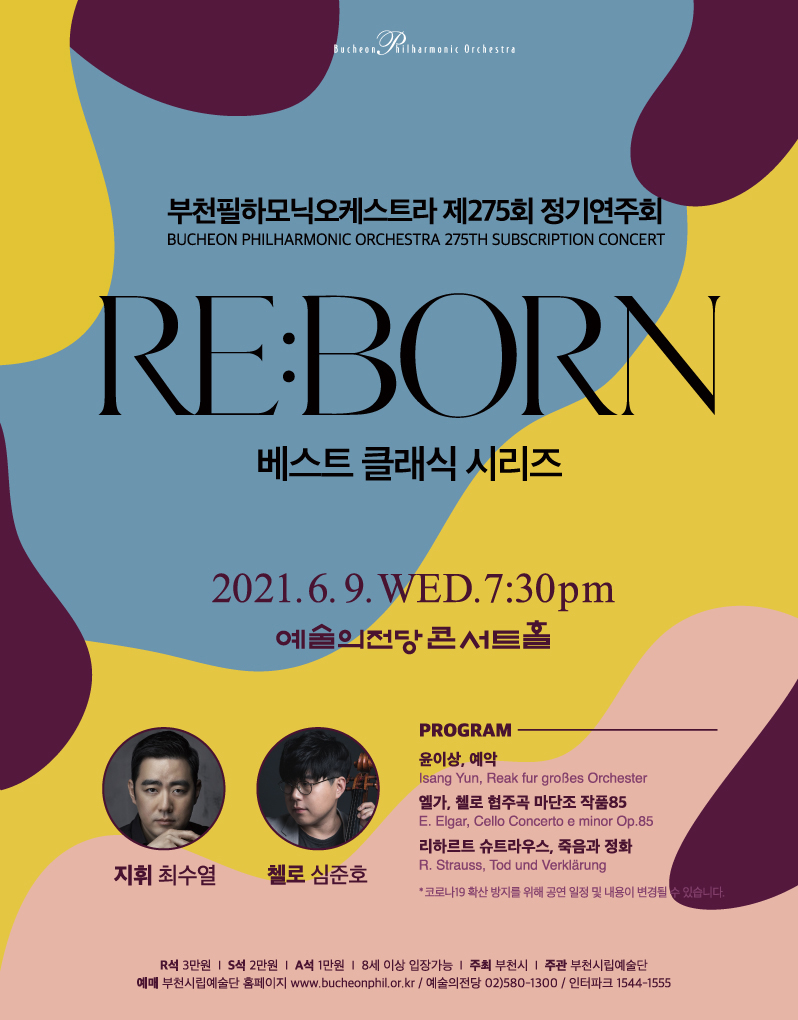 Bucheon Philharmonic Orchestra
부천필하모닉오케스트라 제275회 정기연주회
BUCHEON PHILHARMONIC ORCHESTRA 275TH SUBSCRIPTION CONCERT
RE:BORN
베스트 클래식 시리즈
2021. 6. 9. WED. 7:30pm
예술의전당 콘서트홀
PROGRAM
윤이상, 예악
Isang Yun, Reak fur großes Orchester
엘가, 첼로 협주곡 마단조 작품85
E. Elgar, Cello Concerto e minor Op.85
리하르트 슈트라우스, 죽음과 정화
R. Strauss, Tod und Verklärung
*코로나19 확산 방지를 위해 공연 일정 및 내용이 변경될 수 있습니다.
지휘 최수열
첼로 심준호
R석 3만원 I S석 2만원 I A석 1만원 I 8세 이상 입장가능 I 주최 부천시 I 주관 부천시립예술단
예매 부천시립예술단 홈페이지 www.bucheonphil.or.kr / 예술의전당 02)580-1300 / 인터파크 1544-1555